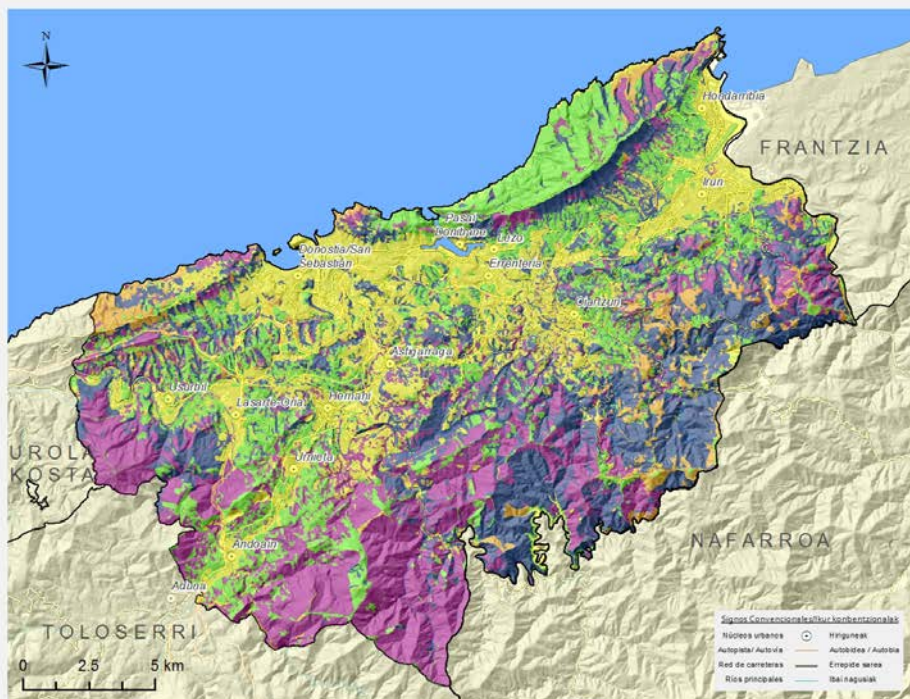 N
Hondarribia
FRANTZIA
Irun
Pasai
Donibane
Lezo
Donostia/San
Sebastián
Errenteria
Oiartzun
Astigarraga
Usurbil
Lasarte-Oria
Hernani
UROLA
KOSTA
Urnieta
Andoain
NAFARROA
Aduna
TOLOSERRI
0 2.5 5 km
Signos Convencionales/Ikur konbentzionalak
Núcleos urbanos Hiriguneak
Autopista/ Autovía Autobidea / Autobia
Red de carreteras Errepide sarea
Ríos principales Ibai nagusiak